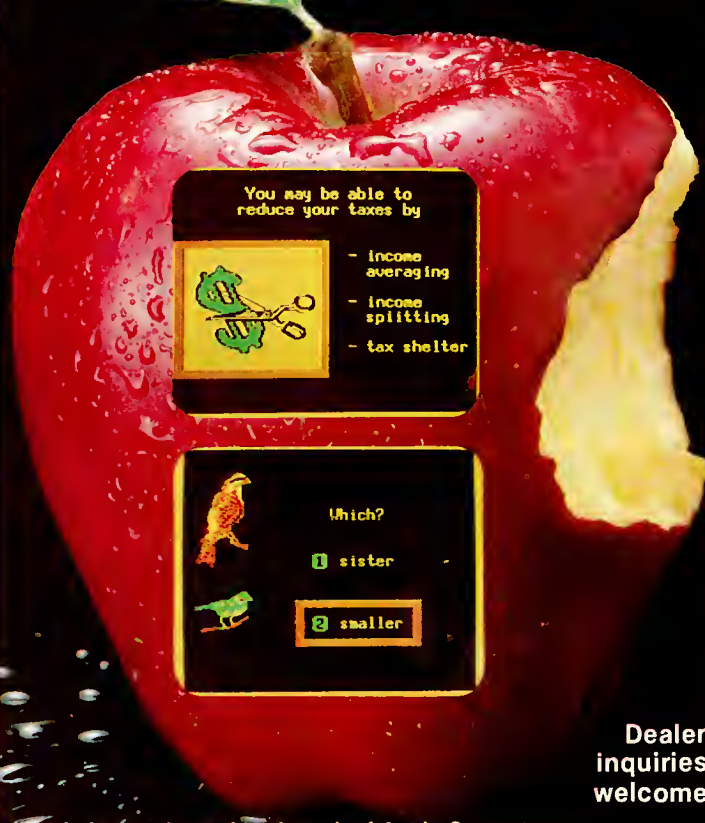 You may be able to
reduce your taxes by
- income
averaging
- income
splitting
- tax shelter
Which?
1 sister
2 smaller
Dealer
inquiries
welcome